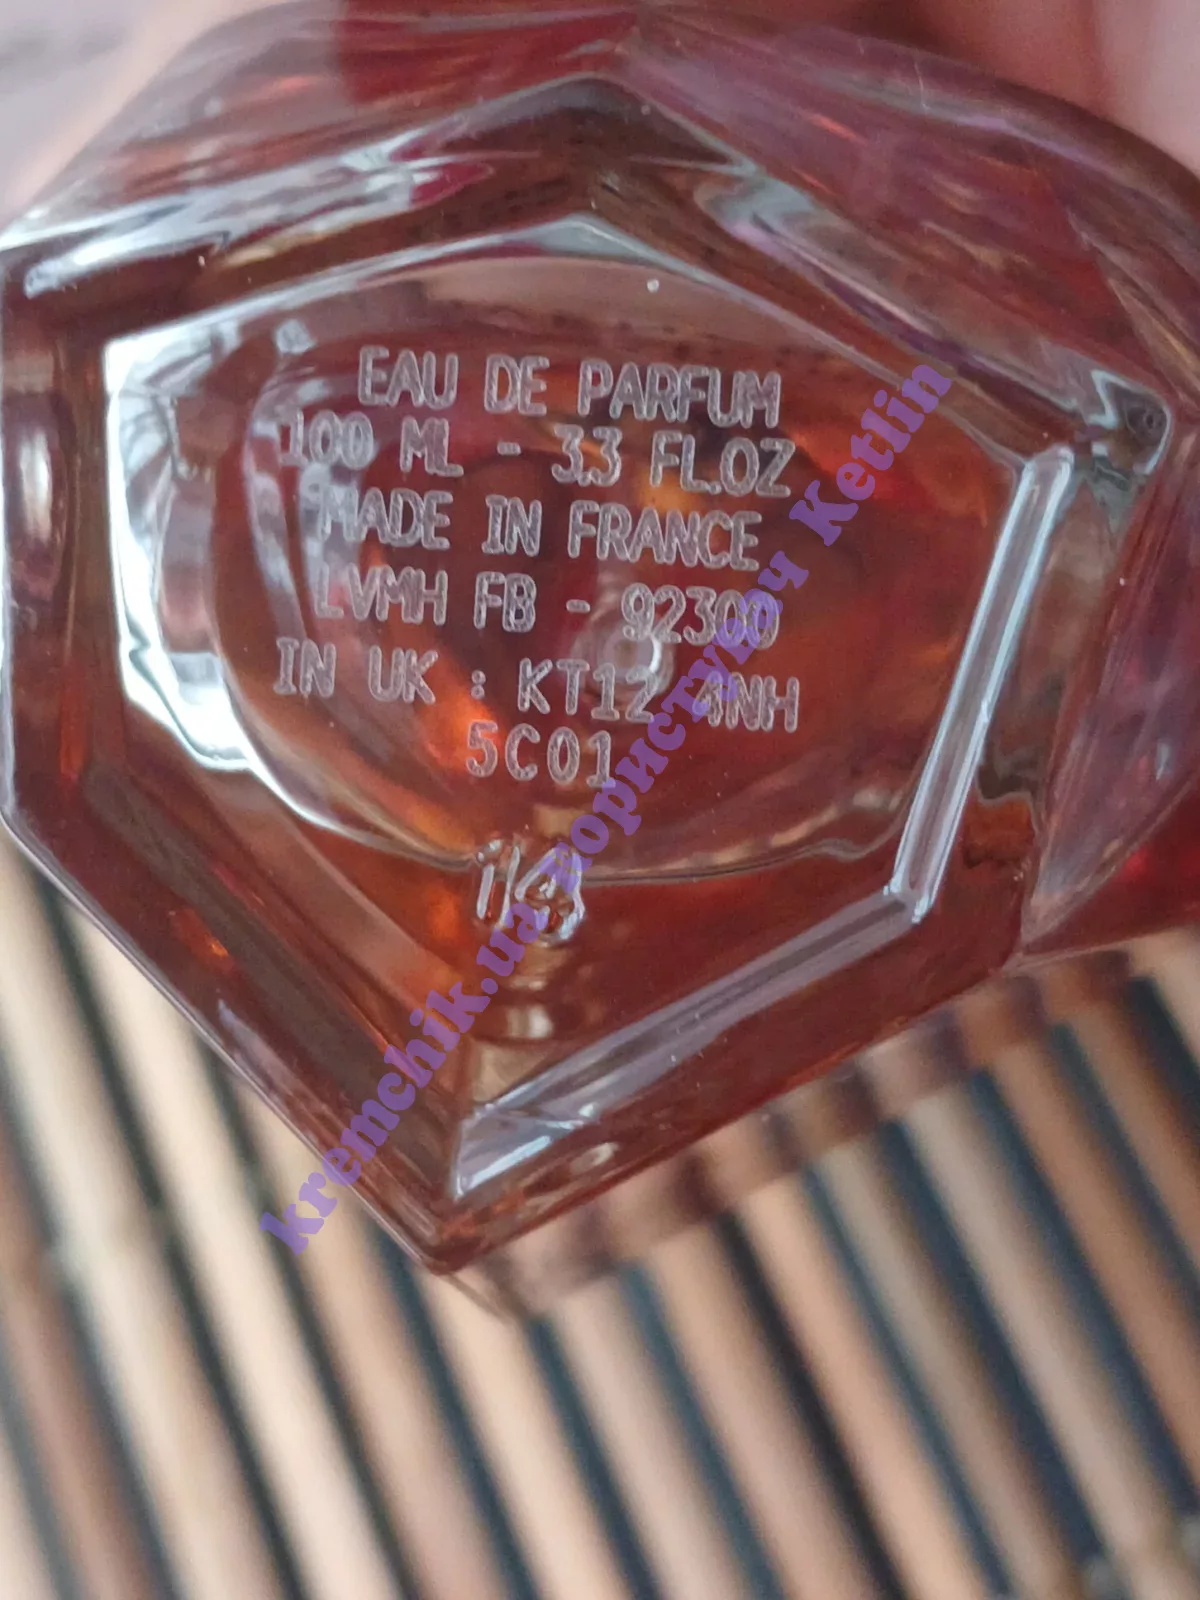 EAU DE PARFUM
100 ML - 3.3 FL.OZ
MADE IN FRANCE
LVMH FB - 92300
IN UK : KT12 4NH
5C01
14
kremchik.ua користувач Ketlin